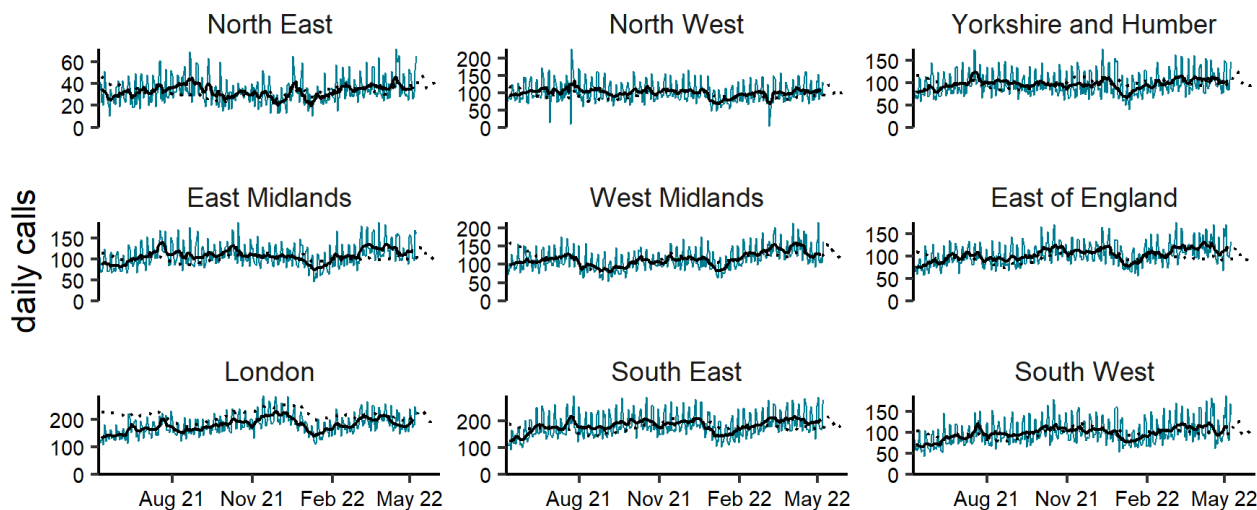 North East
North West
Yorkshire and Humber
60
40
20
0
200
150
100
50
0
150
100
50
0
East Midlands
West Midlands
East of England
daily calls
150
100
50
0
200
150
100
50
0
150
100
50
0
London
South East
South West
200
100
0
200
100
0
150
100
50
0
Aug 21 Nov 21 Feb 22 May 22
Aug 21 Nov 21 Feb 22 May 22
Aug 21 Nov 21 Feb 22 May 22